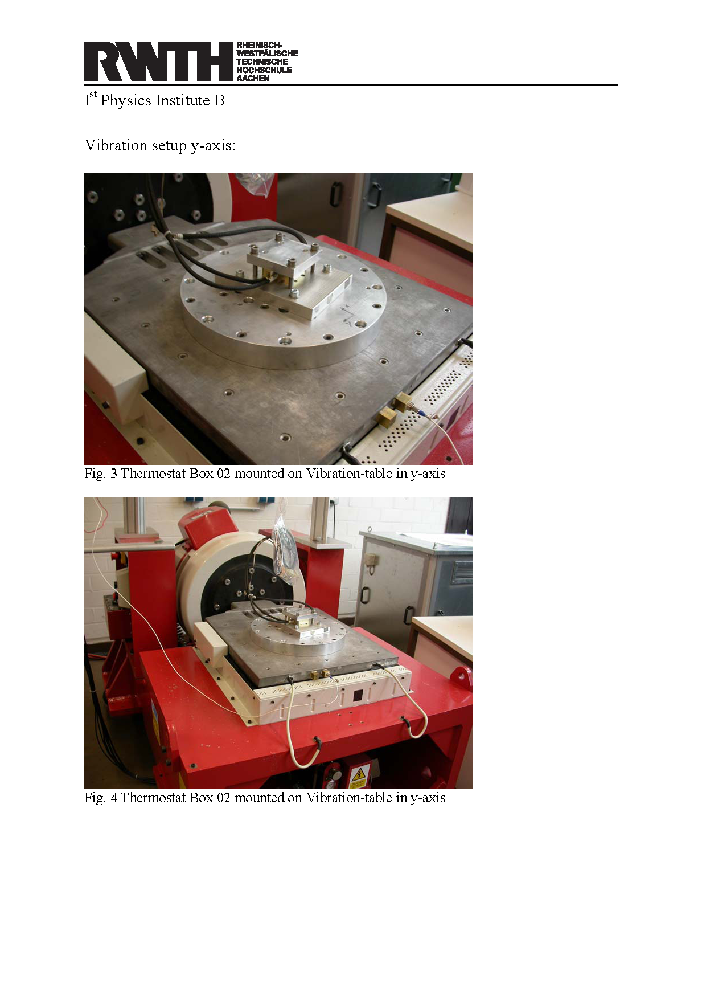 RWTH
RHEINISCH-
WESTFÄLISCHE
TECHNISCHE
HOCHSCHULE
AACHEN
Ist Physics Institute B
Vibration setup y-axis:
Fig. 3 Thermostat Box 02 mounted on Vibration-table in y-axis
DANGER
Fig. 4 Thermostat Box 02 mounted on Vibration-table in y-axis